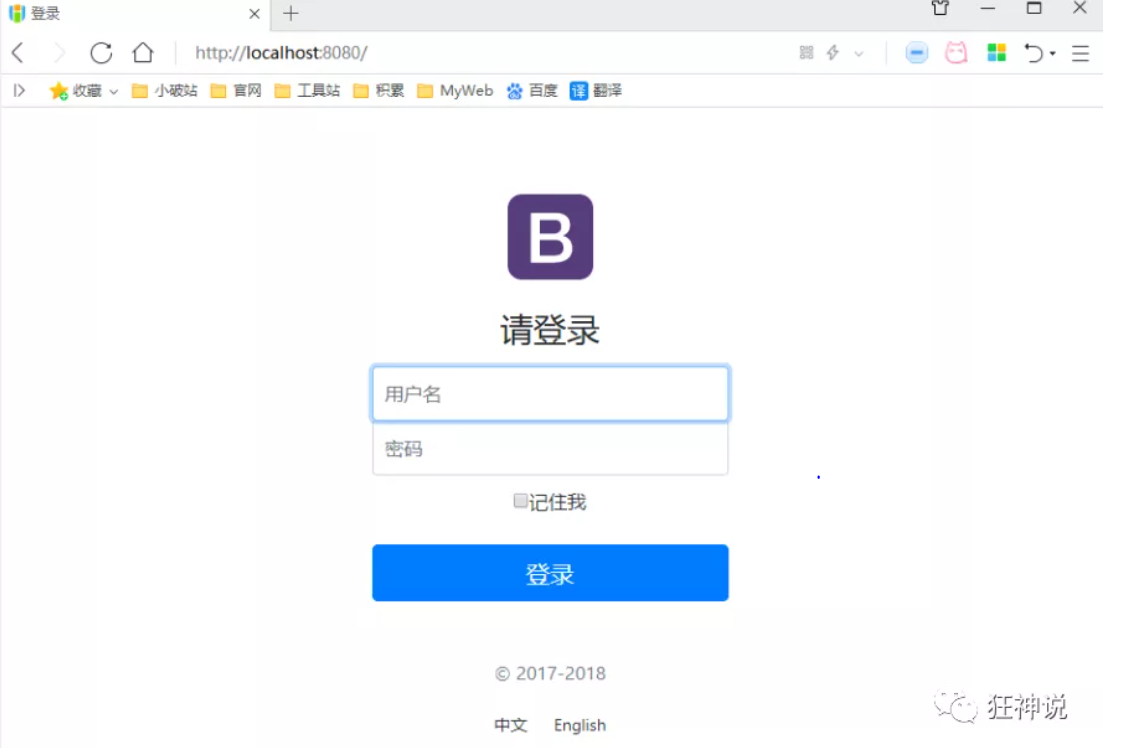 登录
http://localhost:8080/
收藏 小破站 官网 工具站 积累 MyWeb 百度 译 翻译
B
请登录
用户名
密码
记住我
登录
© 2017-2018
中文 English
狂神说